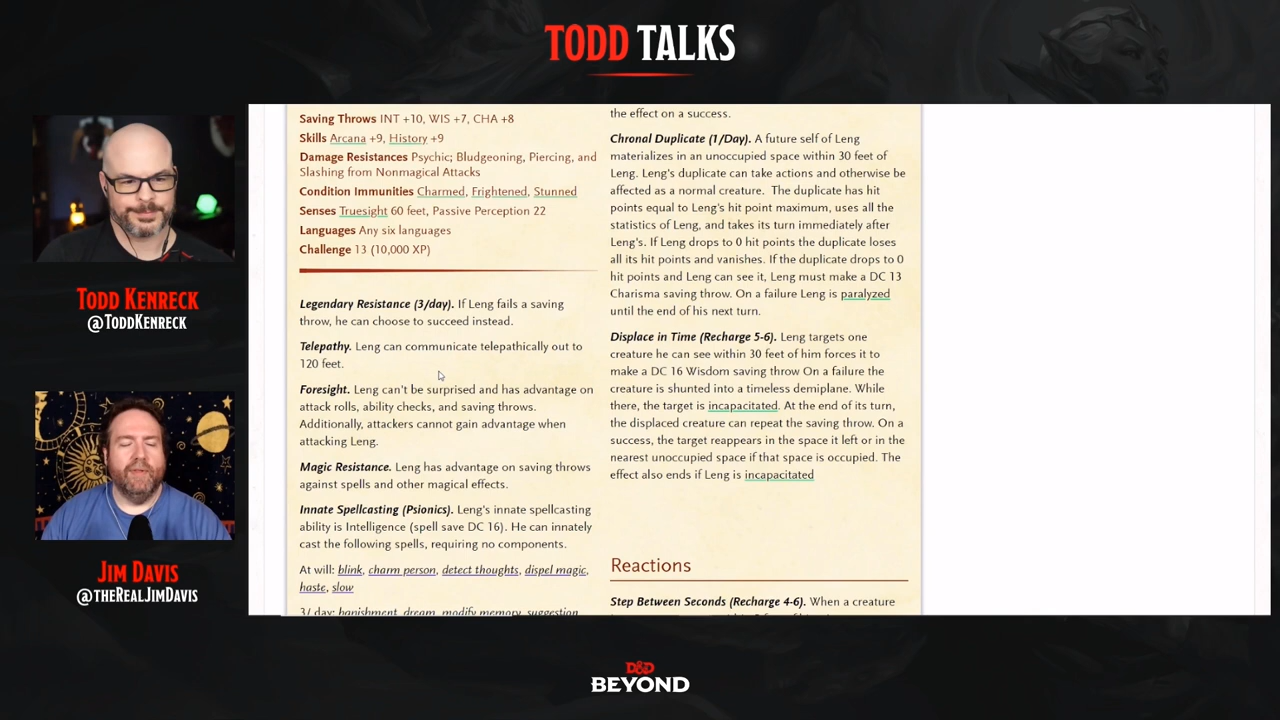 TODD TALKS
Todd Kenreck
@ToddKenreck
Jim Davis
@theRealJimDavis
Saving Throws INT +10, WIS +7, CHA +8
Skills Arcana +9, History +9
Damage Resistances Psychic; Bludgeoning, Piercing, and
Slashing from Nonmagical Attacks
Condition Immunities Charmed, Frightened, Stunned
Senses Truesight 60 feet, Passive Perception 22
Languages Any six languages
Challenge 13 (10,000 XP)
Legendary Resistance (3/day). If Leng fails a saving
throw, he can choose to succeed instead.
Telepathy. Leng can communicate telepathically out to
120 feet.
Foresight. Leng can't be surprised and has advantage on
attack rolls, ability checks, and saving throws.
Additionally, attackers cannot gain advantage when
attacking Leng.
Magic Resistance. Leng has advantage on saving throws
against spells and other magical effects.
Innate Spellcasting (Psionics). Leng's innate spellcasting
ability is Intelligence (spell save DC 16). He can innately
cast the following spells, requiring no components.
At will: blink, charm person, detect thoughts, dispel magic,
haste, slow
3/ day: banishment, dream, modify memory, suggestion
the effect on a success.
Chronal Duplicate (1/Day). A future self of Leng
materializes in an unoccupied space within 30 feet of
Leng. Leng's duplicate can take actions and otherwise be
affected as a normal creature. The duplicate has hit
points equal to Leng's hit point maximum, uses all the
statistics of Leng, and takes its turn immediately after
Leng's. If Leng drops to 0 hit points the duplicate loses
all its hit points and vanishes. If the duplicate drops to 0
hit points and Leng can see it, Leng must make a DC 13
Charisma saving throw. On a failure Leng is paralyzed
until the end of his next turn.
Displace in Time (Recharge 5-6). Leng targets one
creature he can see within 30 feet of him forces it to
make a DC 16 Wisdom saving throw On a failure the
creature is shunted into a timeless demiplane. While
there, the target is incapacitated. At the end of its turn,
the displaced creature can repeat the saving throw. On a
success, the target reappears in the space it left or in the
nearest unoccupied space if that space is occupied. The
effect also ends if Leng is incapacitated
Reactions
Step Between Seconds (Recharge 4-6). When a creature
D&D
BEYOND